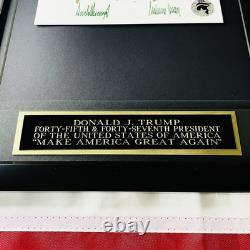 DONALD J. TRUMP
FORTY-FIFTH & FORTY-SEVENTH PRESIDENT
OF THE UNITED STATES OF AMERICA
"MAKE AMERICA GREAT AGAIN"